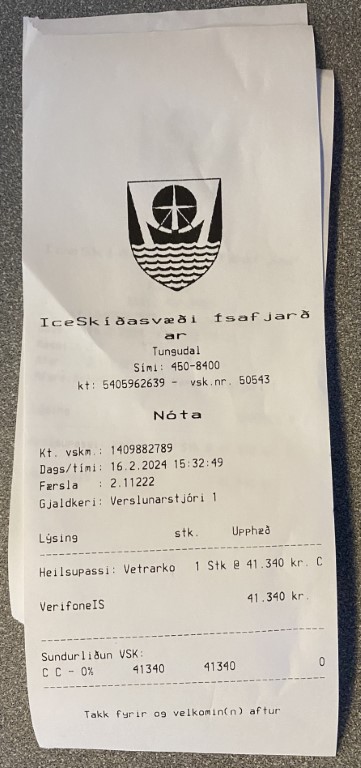 IceSkíðasvæði Ísafjarð
ar
Tungudal
Sími: 450-8400
kt: 5405962639 - vsk.nr. 50543
Nóta
Kt. vskm.: 1409882789
Dags/tími: 16.2.2024 15:32:49
Færsla : 2.11222
Gjaldkeri: Verslunarstjóri 1
Lýsing stk. Upphæð
Heilsupassi: Vetrarko 1 Stk @ 41.340 kr. C
VerifoneIS 41.340 kr.
Sundurliðun VSK:
C C - 0% 41340 41340 0
Takk fyrir og velkomin(n) aftur